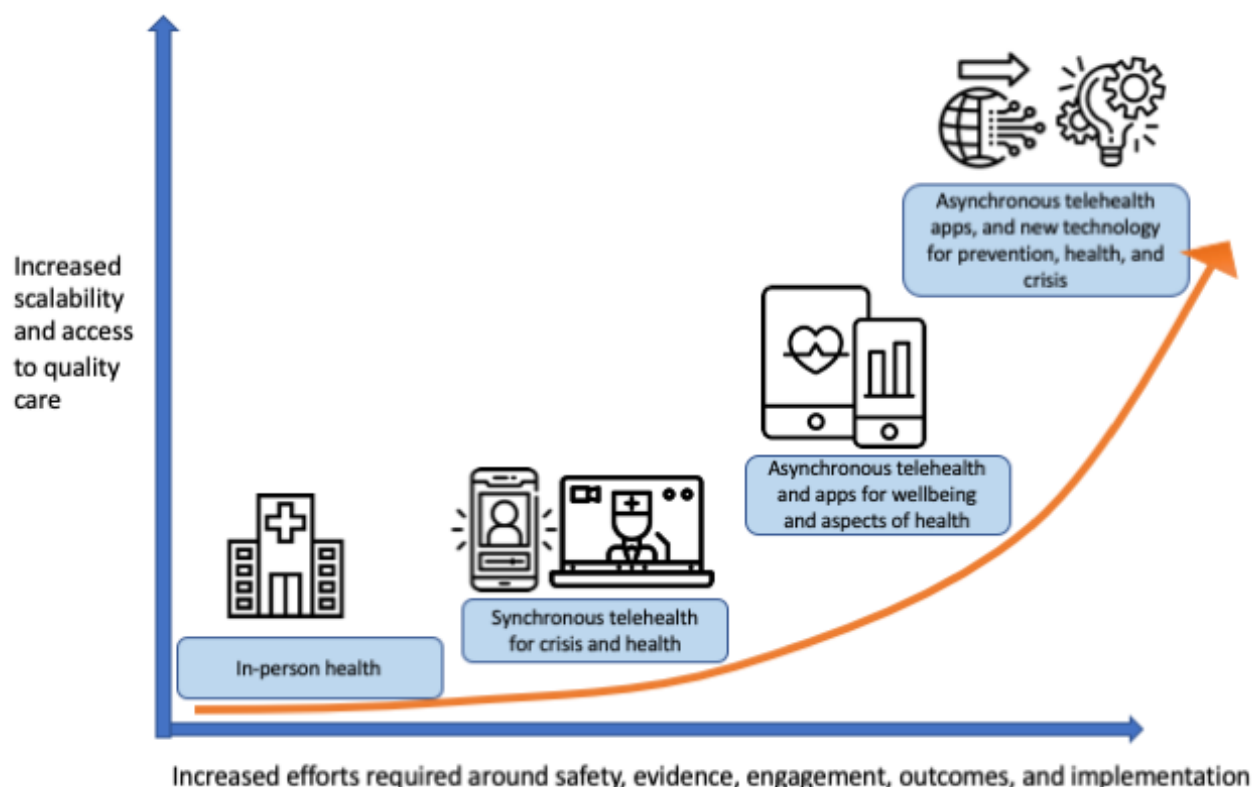 Asynchronous telehealth
apps, and new technology
for prevention, health, and
crisis
Increased
scalability
and access
to quality
care
Asynchronous telehealth
and apps for wellbeing
and aspects of health
Synchronous telehealth
for crisis and health
In-person health
Increased efforts required around safety, evidence, engagement, outcomes, and implementation